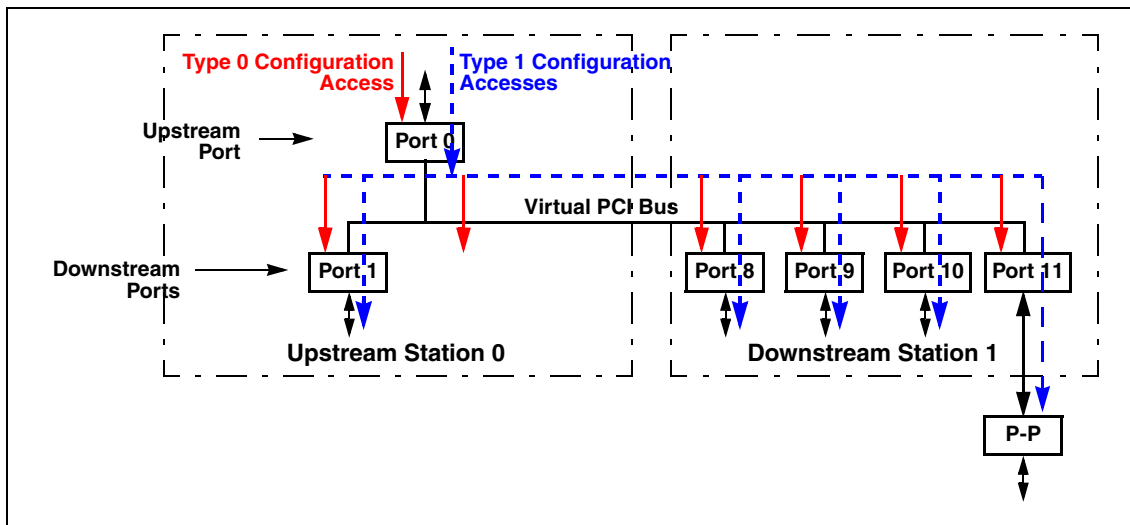 Type 0 Configuration
Access
Type 1 Configuration
Accesses
Upstream
Port
Port 0
Virtual PCI Bus
Downstream
Ports
Port 1
Port 8
Port 9
Port 10
Port 11
Upstream Station 0
Downstream Station 1
P-P